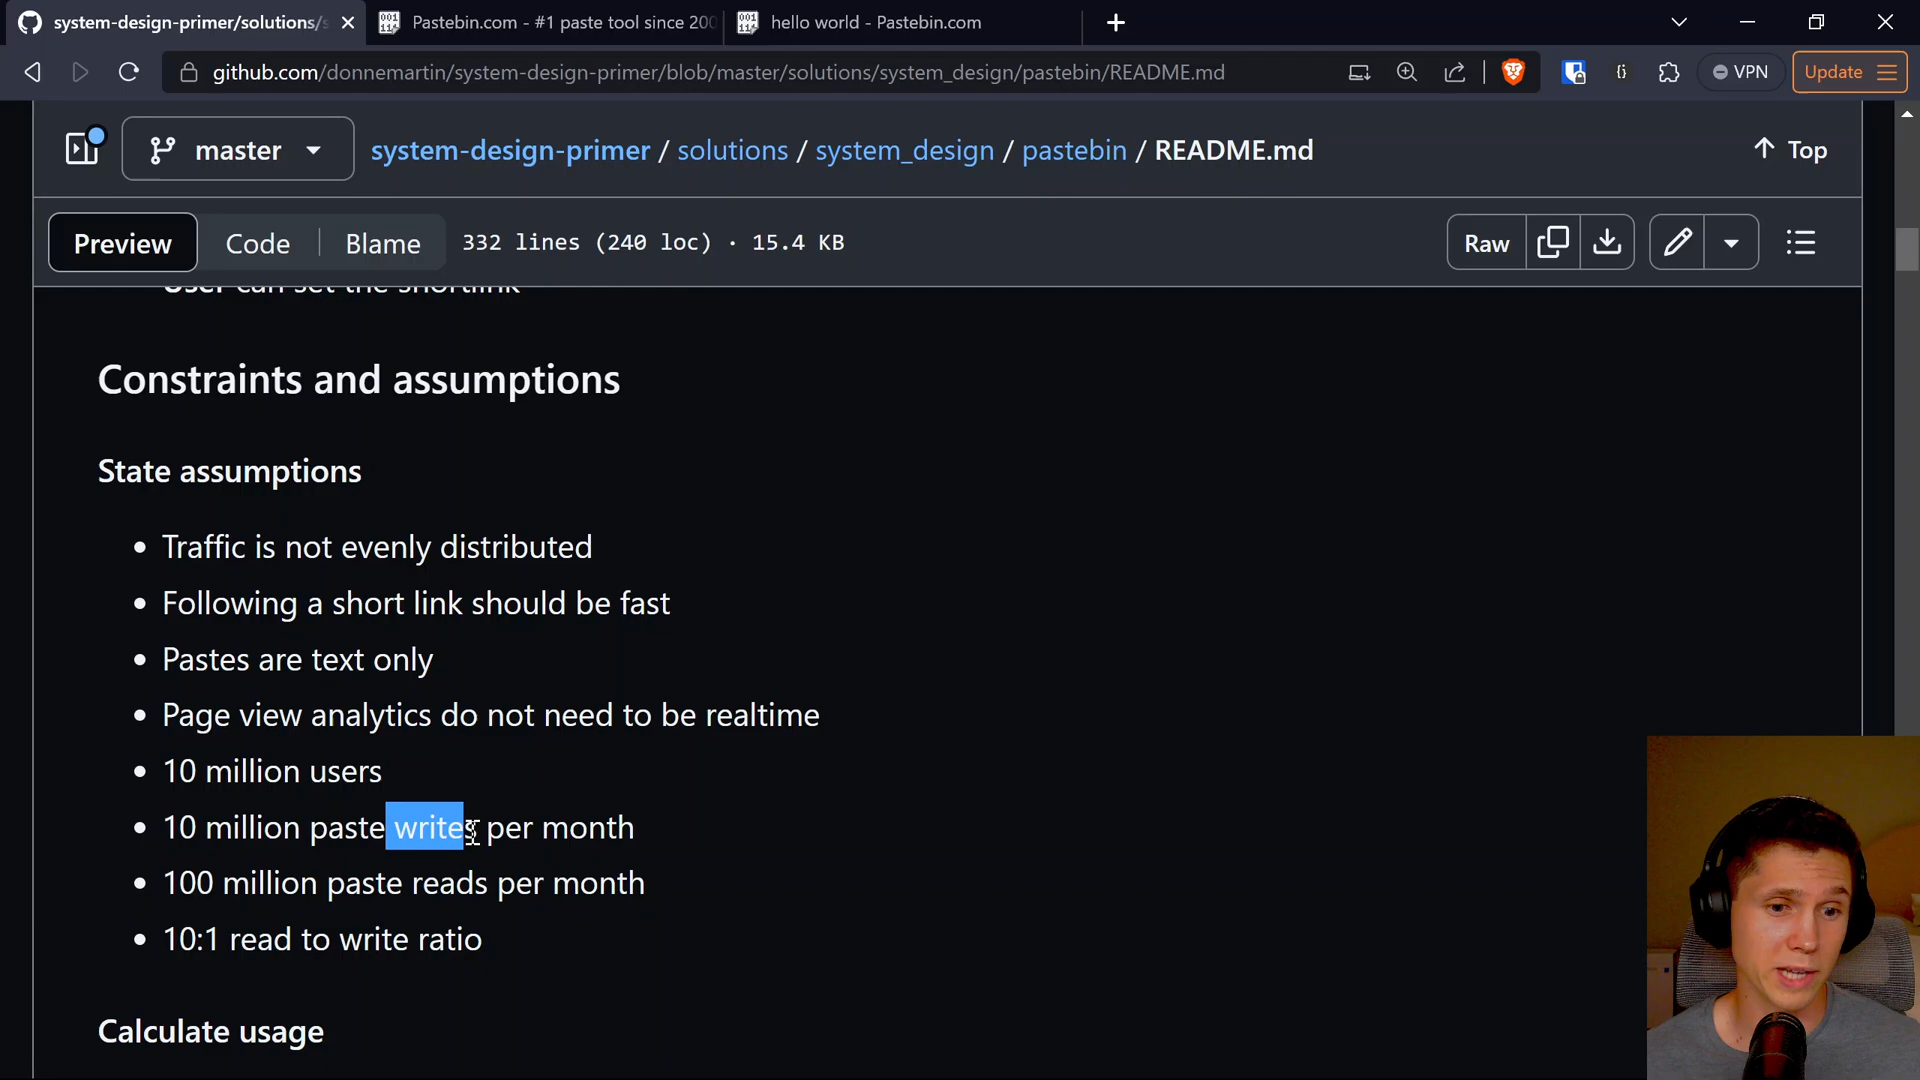 system-design-primer/solutions/s
Pastebin.com - #1 paste tool since 200
hello world - Pastebin.com
github.com/donnemartin/system-design-primer/blob/master/solutions/system_design/pastebin/README.md
VPN
Update
master
system-design-primer / solutions / system_design / pastebin / README.md
Top
Preview
Code
Blame
332 lines (240 loc) · 15.4 KB
Raw
User can set the shortlink
Constraints and assumptions
State assumptions
• Traffic is not evenly distributed
• Following a short link should be fast
• Pastes are text only
• Page view analytics do not need to be realtime
• 10 million users
• 10 million paste writes per month
• 100 million paste reads per month
• 10:1 read to write ratio
Calculate usage